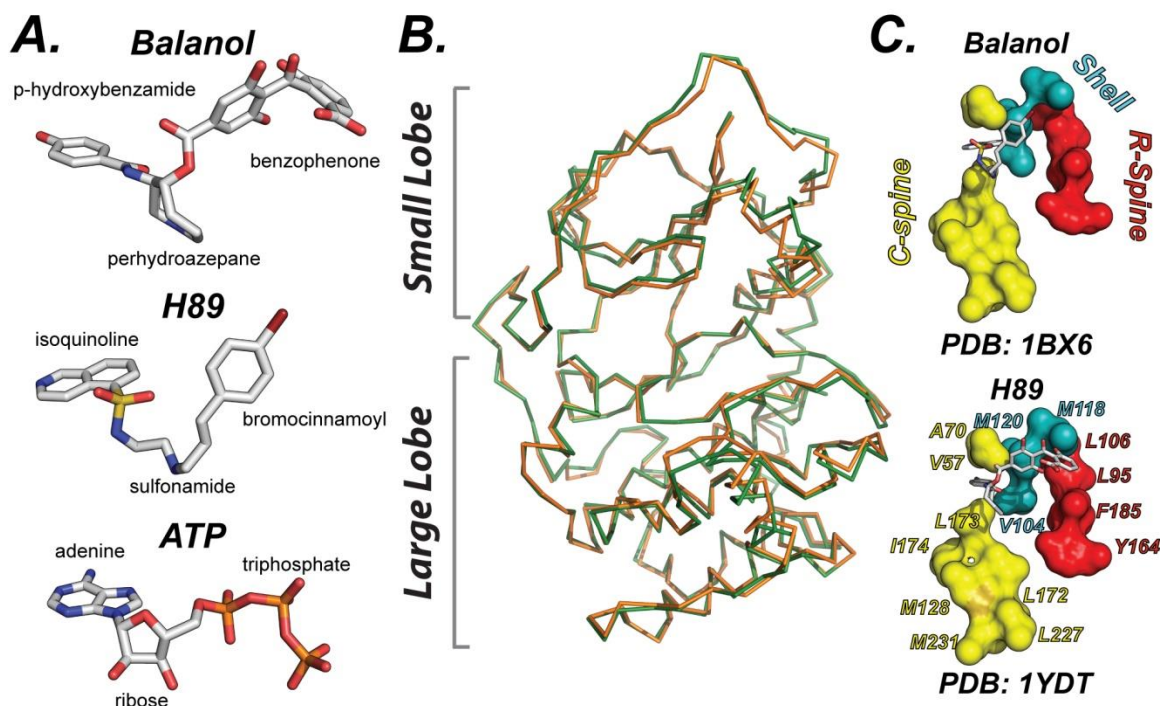 A.
Balanol
p-hydroxybenzamide
benzophenone
perhydroazepane
H89
isoquinoline
bromocinnamoyl
sulfonamide
ATP
adenine
triphosphate
ribose
B.
Small Lobe
Large Lobe
C.
Balanol
Shell
R-Spine
C-spine
PDB: 1BX6
H89
M120 M118
A70
L106
V57
L95
L173 V104 F185
I174
Y164
M128 L172
M231 L227
PDB: 1YDT